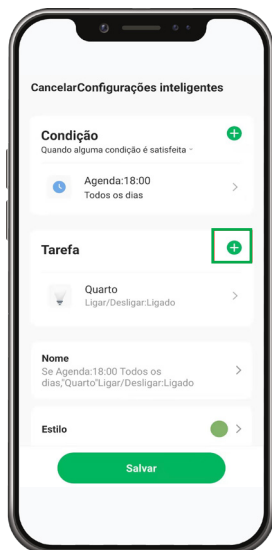 CancelarConfigurações inteligentes
Condição
Quando alguma condição é satisfeita
Agenda:18:00
Todos os dias
Tarefa
Quarto
Ligar/Desligar:Ligado
Nome
Se Agenda:18:00 Todos os
dias,"Quarto"Ligar/Desligar:Ligado
Estilo
Salvar